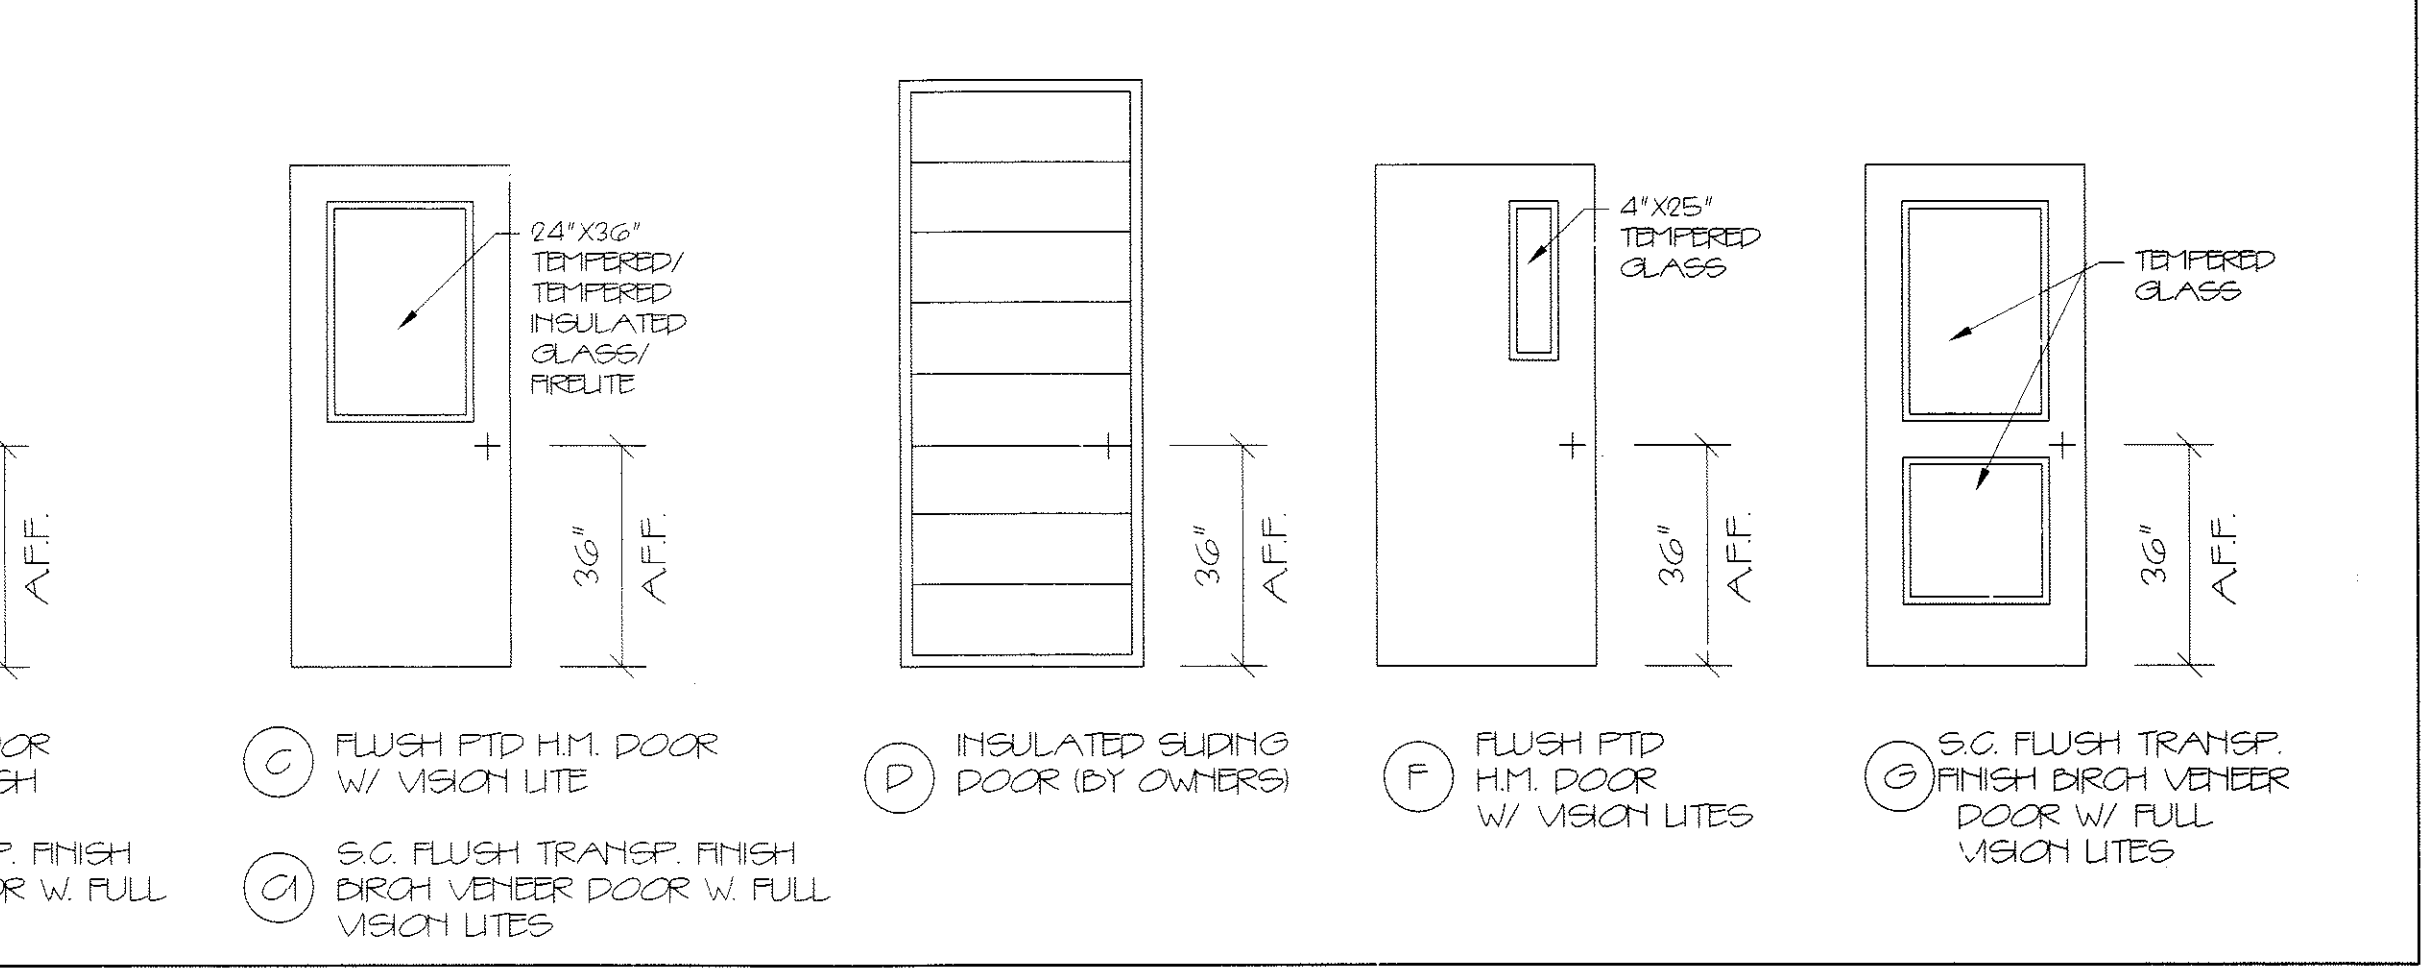 24"X36"
TEMPERED/
TEMPERED
INSULATED
GLASS/
FIRELITE
4"X25"
TEMPERED
GLASS
TEMPERED
GLASS
A.F.F.
36"
A.F.F.
36"
A.F.F.
36"
A.F.F.
36"
A.F.F.
C
FLUSH PTD H.M. DOOR
W/ VISION LITE
D
INSULATED SLIDING
DOOR (BY OWNERS)
F
FLUSH PTD
H.M. DOOR
W/ VISION LITES
G
S.C. FLUSH TRANSP.
FINISH BIRCH VENEER
DOOR W/ FULL
VISION LITES
P. FINISH
OR W. FULL
C1
S.C. FLUSH TRANSP. FINISH
BIRCH VENEER DOOR W. FULL
VISION LITES